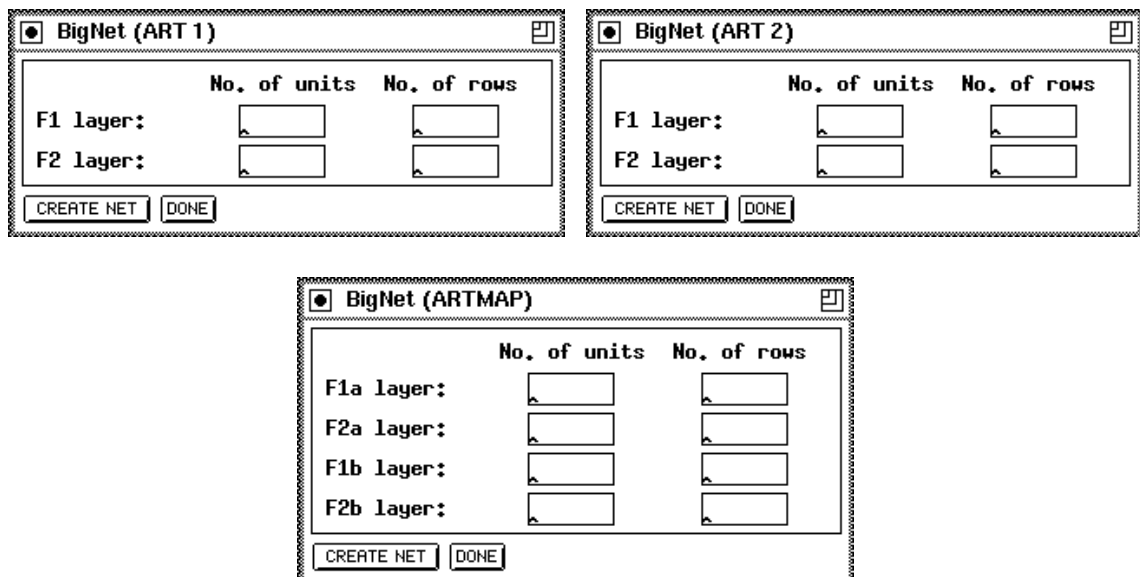 BigNet (ART 1)
No. of units No. of rows
F1 layer:
F2 layer:
CREATE NET DONE
BigNet (ART 2)
No. of units No. of rows
F1 layer:
F2 layer:
CREATE NET DONE
BigNet (ARTMAP)
No. of units No. of rows
F1a layer:
F2a layer:
F1b layer:
F2b layer:
CREATE NET DONE